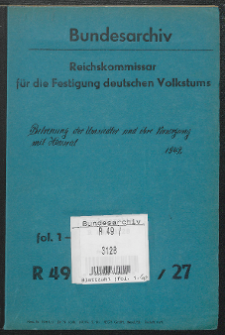 Bundesarchiv
Reichskommissar
für die Festigung deutschen Volkstums
Betreuung der Umsiedler und ihre Versorgung
mit Hausrat
fol. 1-
Bundesarchiv
R 49 /
3128
R 49 / 27